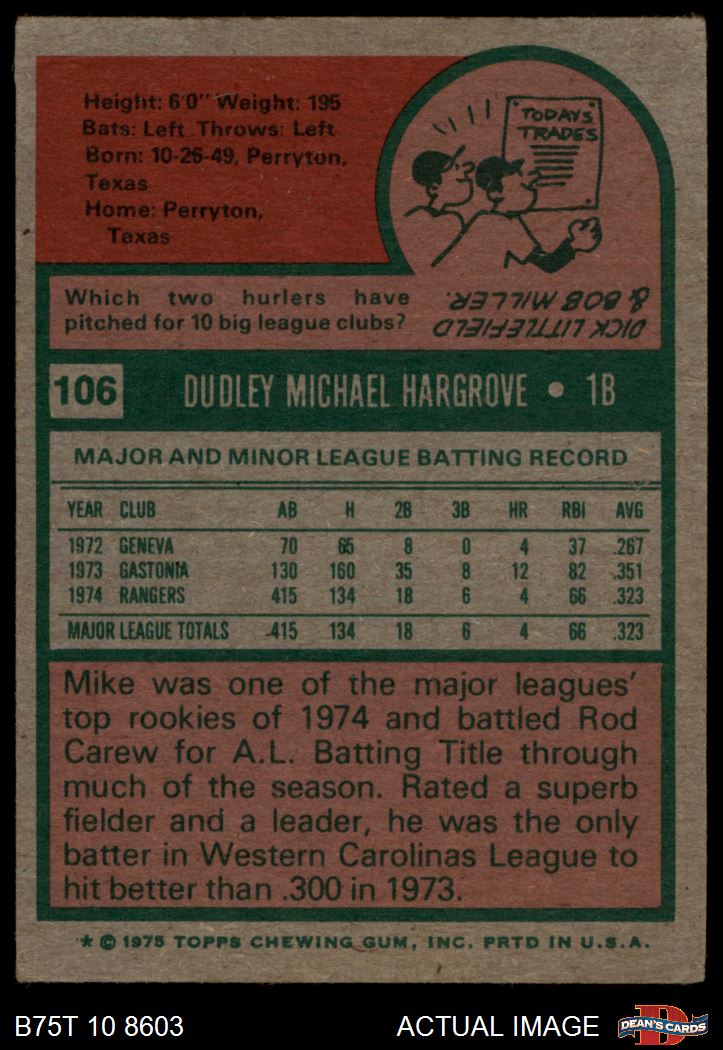 Height: 6'0" Weight: 195
Bats: Left Throws: Left
Born: 10-26-49, Perryton,
Texas
Home: Perryton,
Texas
TODAYS
TRADES
Which two hurlers have
pitched for 10 big league clubs?
DICK LITTLEFIELD
& BOB MILLER.
106 DUDLEY MICHAEL HARGROVE • 1B
MAJOR AND MINOR LEAGUE BATTING RECORD
YEAR CLUB AB H 2B 3B HR RBI AVG
1972 GENEVA 70 65 8 0 4 37 .267
1973 GASTONIA 130 160 35 8 12 82 .351
1974 RANGERS 415 134 18 6 4 66 .323
MAJOR LEAGUE TOTALS 415 134 18 6 4 66 .323
Mike was one of the major leagues'
top rookies of 1974 and battled Rod
Carew for A.L. Batting Title through
much of the season. Rated a superb
fielder and a leader, he was the only
batter in Western Carolinas League to
hit better than .300 in 1973.
* © 1975 TOPPS CHEWING GUM, INC. PRTD IN U.S.A.
B75T 10 8603 ACTUAL IMAGE D DEAN'S CARDS